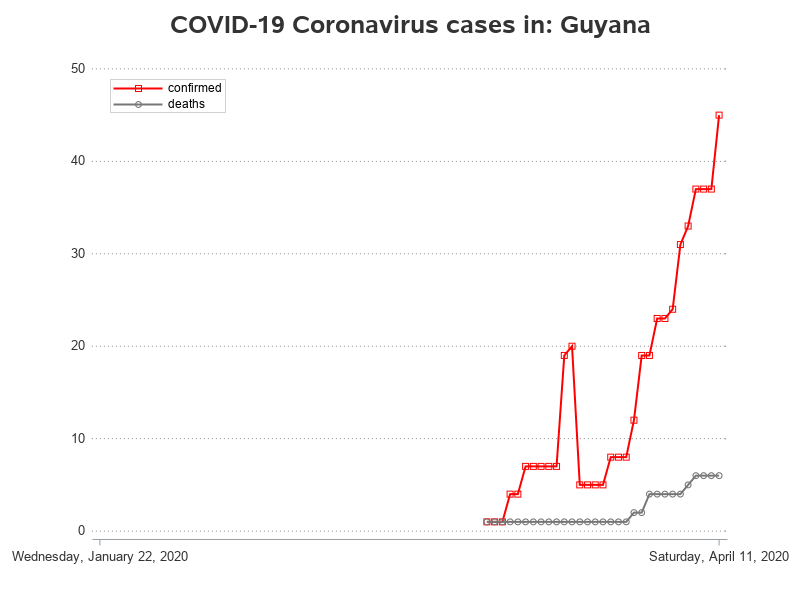 COVID-19 Coronavirus cases in: Guyana
50
confirmed
deaths
40
30
20
10
0
Wednesday, January 22, 2020
Saturday, April 11, 2020